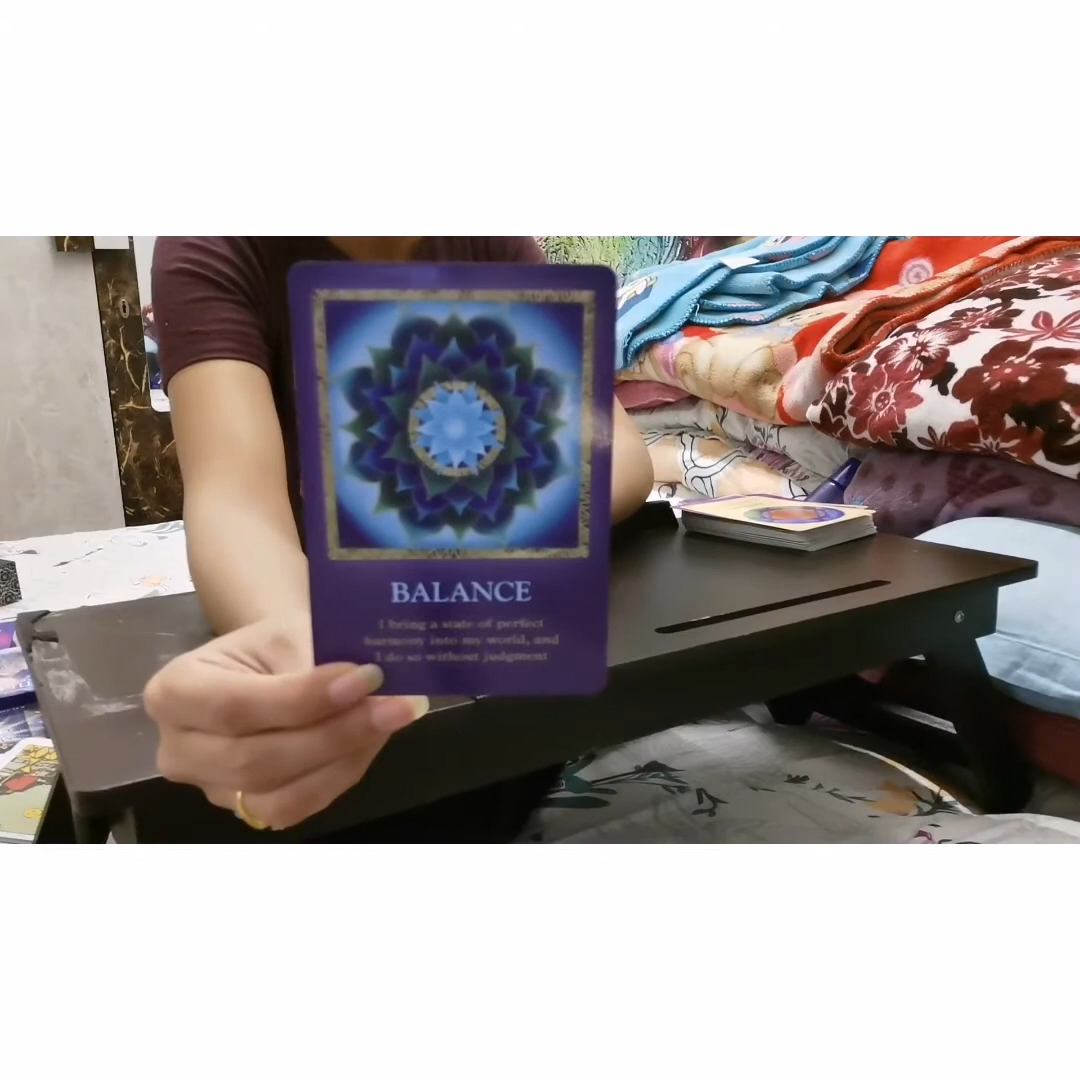 BALANCE
I bring a state of perfect
harmony into my world, and
I do so without judgment